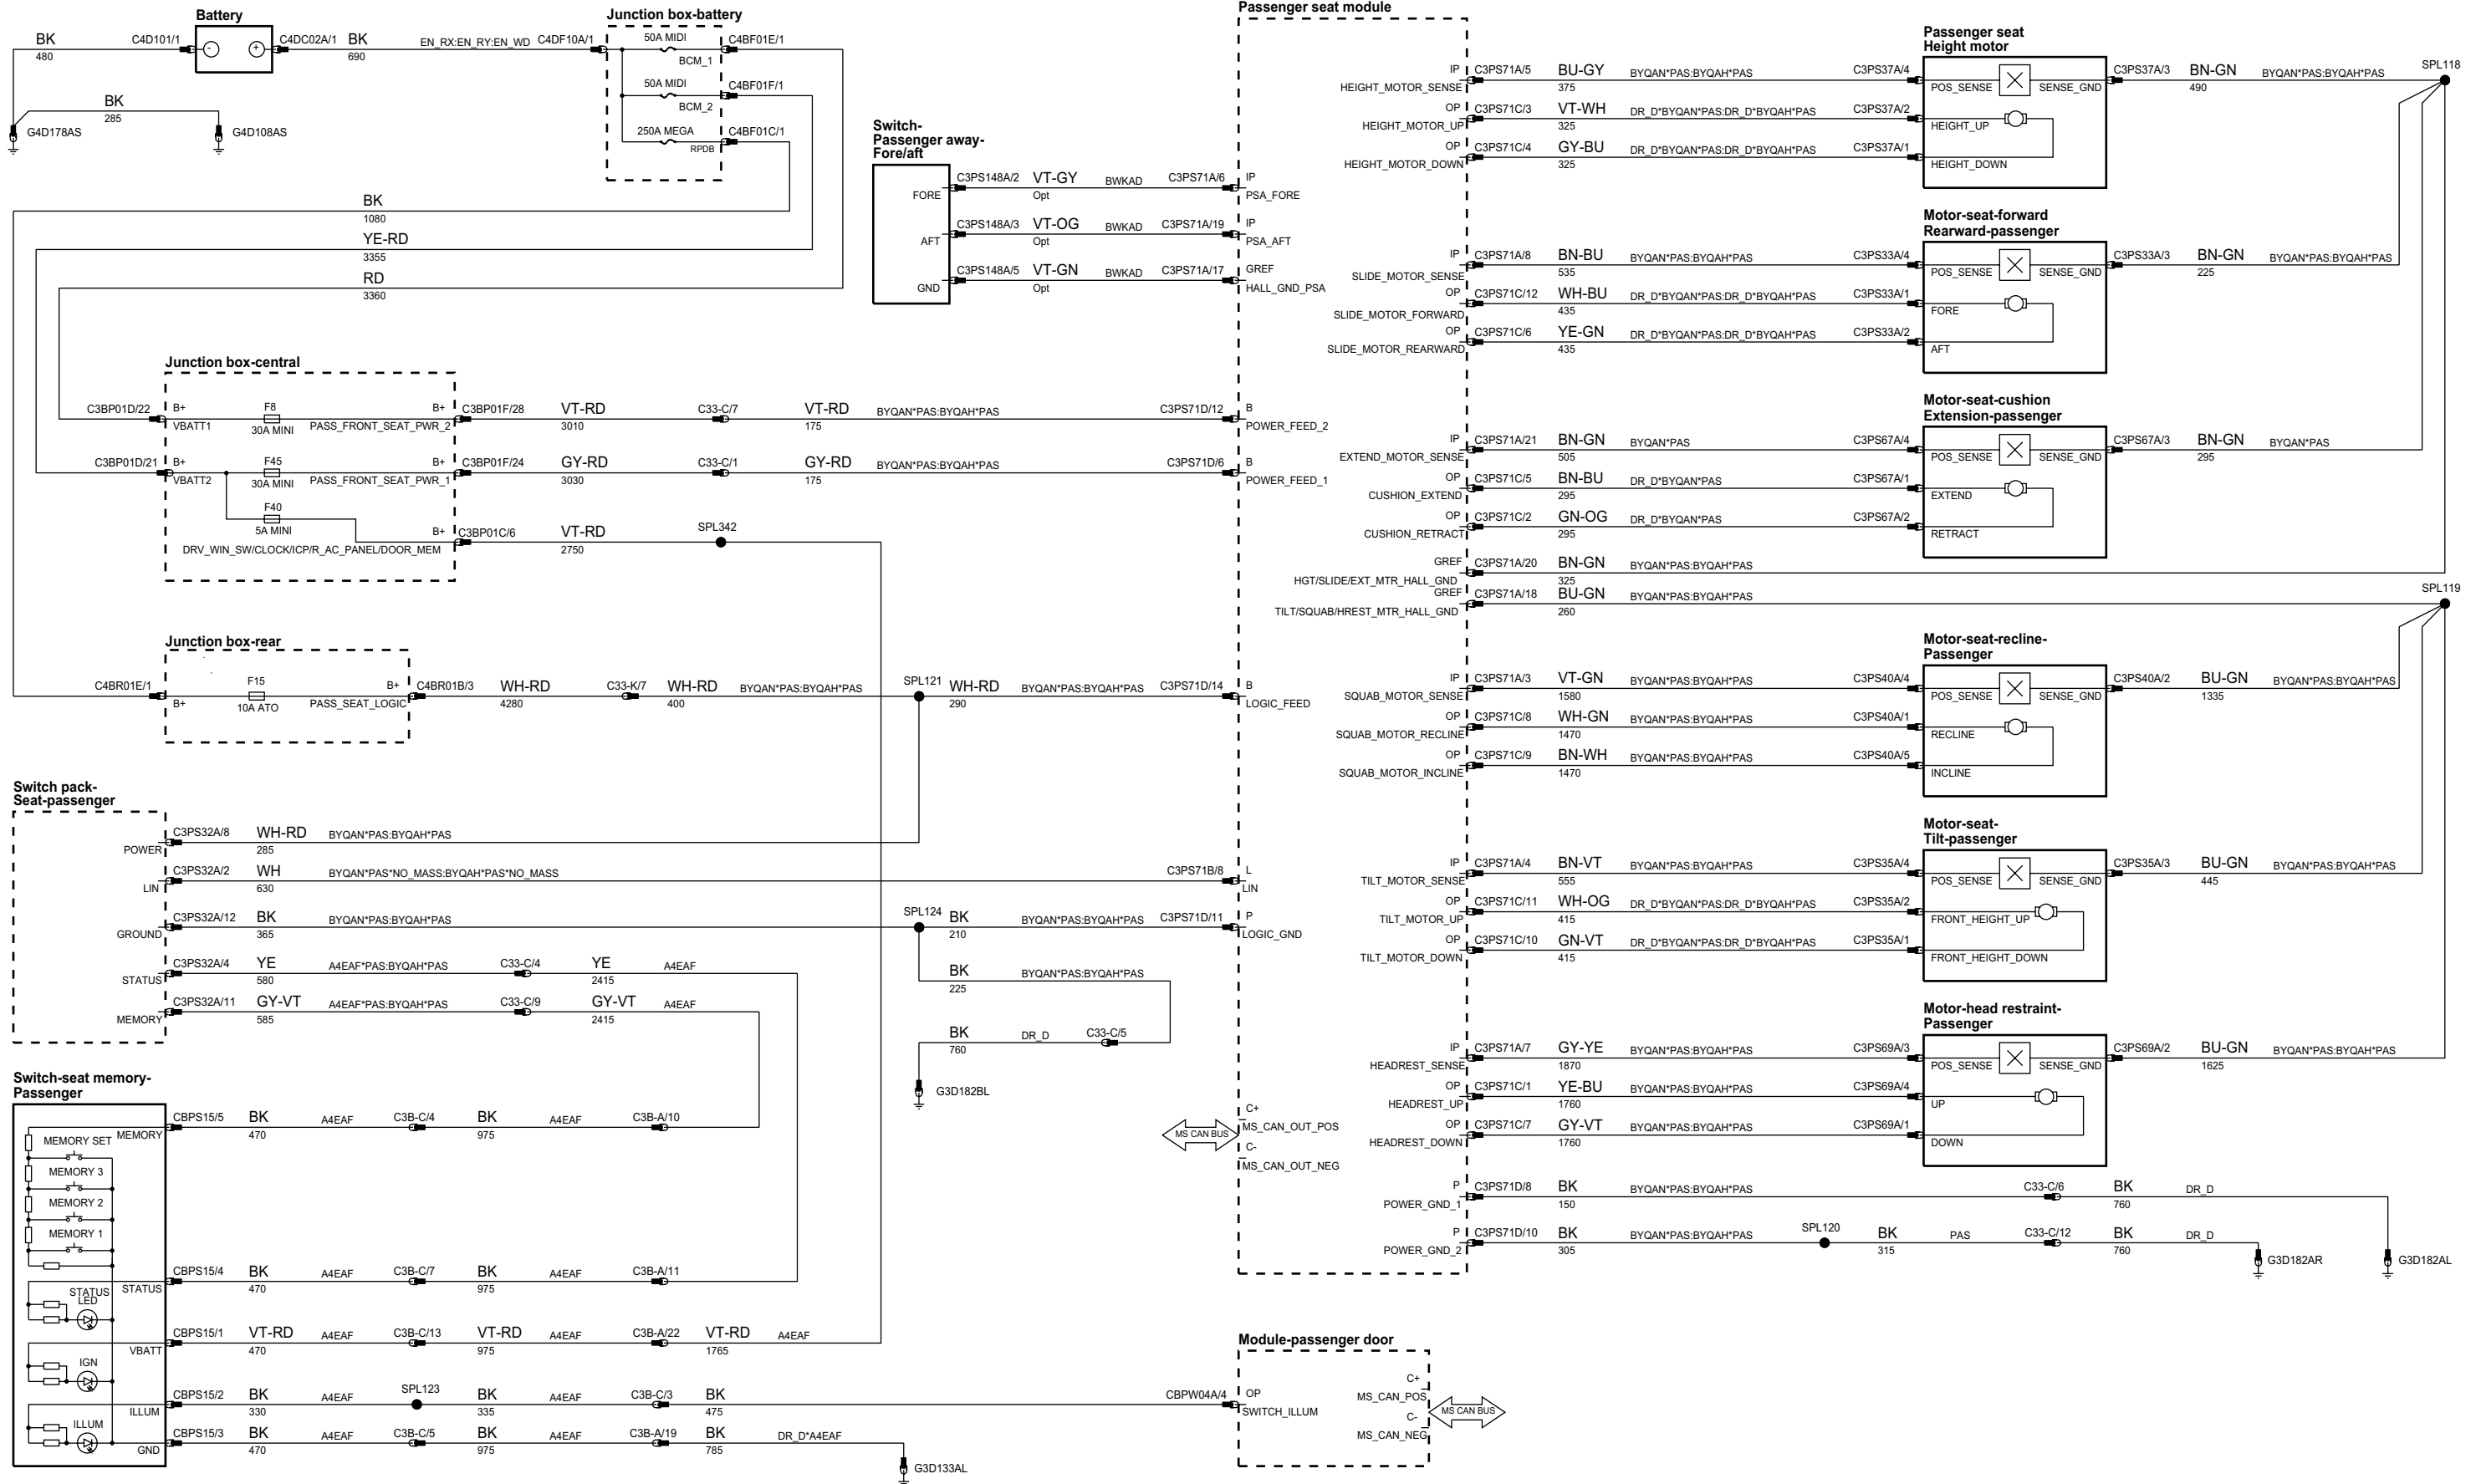 Battery
BK
480
C4D101/1
-
+
C4DC02A/1
BK
690
EN_RX:EN_RY:EN_WD
C4DF10A/1
BK
285
G4D178AS
G4D108AS
Junction box-battery
50A MIDI
BCM_1
C4BF01E/1
50A MIDI
BCM_2
C4BF01F/1
250A MEGA
RPDB
C4BF01C/1
BK
1080
YE-RD
3355
RD
3360
Junction box-central
C3BP01D/22
B+
VBATT1
F8
30A MINI
B+
PASS_FRONT_SEAT_PWR_2
C3BP01F/28
VT-RD
3010
C33-C/7
VT-RD
175
BYQAN*PAS:BYQAH*PAS
C3PS71D/12
B
POWER_FEED_2
C3BP01D/21
B+
VBATT2
F45
30A MINI
B+
PASS_FRONT_SEAT_PWR_1
C3BP01F/24
GY-RD
3030
C33-C/1
GY-RD
175
BYQAN*PAS:BYQAH*PAS
C3PS71D/6
B
POWER_FEED_1
F40
5A MINI
B+
DRV_WIN_SW/CLOCK/ICP/R_AC_PANEL/DOOR_MEM
C3BP01C/6
VT-RD
2750
SPL342
Junction box-rear
C4BR01E/1
B+
F15
10A ATO
B+
PASS_SEAT_LOGIC
C4BR01B/3
WH-RD
4280
C33-K/7
WH-RD
400
BYQAN*PAS:BYQAH*PAS
SPL121
WH-RD
290
BYQAN*PAS:BYQAH*PAS
C3PS71D/14
B
LOGIC_FEED
Switch pack-
Seat-passenger
POWER
C3PS32A/8
WH-RD
285
BYQAN*PAS:BYQAH*PAS
LIN
C3PS32A/2
WH
630
BYQAN*PAS*NO_MASS:BYQAH*PAS*NO_MASS
C3PS71B/8
L
LIN
GROUND
C3PS32A/12
BK
365
BYQAN*PAS:BYQAH*PAS
SPL124
BK
210
BYQAN*PAS:BYQAH*PAS
C3PS71D/11
P
LOGIC_GND
BK
225
BYQAN*PAS:BYQAH*PAS
BK
760
DR_D
C33-C/5
G3D182BL
STATUS
C3PS32A/4
YE
580
A4EAF*PAS:BYQAH*PAS
C33-C/4
YE
2415
A4EAF
MEMORY
C3PS32A/11
GY-VT
585
A4EAF*PAS:BYQAH*PAS
C33-C/9
GY-VT
2415
A4EAF
Switch-seat memory-
Passenger
MEMORY SET
MEMORY 3
MEMORY 2
MEMORY 1
STATUS
LED
IGN
ILLUM
MEMORY
CBPS15/5
BK
470
A4EAF
C3B-C/4
BK
975
A4EAF
C3B-A/10
STATUS
CBPS15/4
BK
470
A4EAF
C3B-C/7
BK
975
A4EAF
C3B-A/11
VBATT
CBPS15/1
VT-RD
470
A4EAF
C3B-C/13
VT-RD
975
A4EAF
C3B-A/22
VT-RD
1765
A4EAF
ILLUM
CBPS15/2
BK
330
A4EAF
SPL123
BK
335
A4EAF
C3B-C/3
BK
475
CBPW04A/4
OP
SWITCH_ILLUM
GND
CBPS15/3
BK
470
A4EAF
C3B-C/5
BK
975
A4EAF
C3B-A/19
BK
785
DR_D*A4EAF
G3D133AL
Module-passenger door
C+
MS_CAN_POS
C-
MS_CAN_NEG
MS CAN BUS
Switch-
Passenger away-
Fore/aft
FORE
C3PS148A/2
VT-GY
Opt
BWKAD
C3PS71A/6
IP
PSA_FORE
AFT
C3PS148A/3
VT-OG
Opt
BWKAD
C3PS71A/19
IP
PSA_AFT
GND
C3PS148A/5
VT-GN
Opt
BWKAD
C3PS71A/17
GREF
HALL_GND_PSA
Passenger seat module
MS CAN BUS
C+
MS_CAN_OUT_POS
C-
MS_CAN_OUT_NEG
IP
HEIGHT_MOTOR_SENSE
C3PS71A/5
BU-GY
375
BYQAN*PAS:BYQAH*PAS
C3PS37A/4
OP
HEIGHT_MOTOR_UP
C3PS71C/3
VT-WH
325
DR_D*BYQAN*PAS:DR_D*BYQAH*PAS
C3PS37A/2
OP
HEIGHT_MOTOR_DOWN
C3PS71C/4
GY-BU
325
DR_D*BYQAN*PAS:DR_D*BYQAH*PAS
C3PS37A/1
Passenger seat
Height motor
POS_SENSE
SENSE_GND
HEIGHT_UP
HEIGHT_DOWN
C3PS37A/3
BN-GN
490
BYQAN*PAS:BYQAH*PAS
SPL118
IP
SLIDE_MOTOR_SENSE
C3PS71A/8
BN-BU
535
BYQAN*PAS:BYQAH*PAS
C3PS33A/4
OP
SLIDE_MOTOR_FORWARD
C3PS71C/12
WH-BU
435
DR_D*BYQAN*PAS:DR_D*BYQAH*PAS
C3PS33A/1
OP
SLIDE_MOTOR_REARWARD
C3PS71C/6
YE-GN
435
DR_D*BYQAN*PAS:DR_D*BYQAH*PAS
C3PS33A/2
Motor-seat-forward
Rearward-passenger
POS_SENSE
SENSE_GND
FORE
AFT
C3PS33A/3
BN-GN
225
BYQAN*PAS:BYQAH*PAS
IP
EXTEND_MOTOR_SENSE
C3PS71A/21
BN-GN
505
BYQAN*PAS
C3PS67A/4
OP
CUSHION_EXTEND
C3PS71C/5
BN-BU
295
DR_D*BYQAN*PAS
C3PS67A/1
OP
CUSHION_RETRACT
C3PS71C/2
GN-OG
295
DR_D*BYQAN*PAS
C3PS67A/2
Motor-seat-cushion
Extension-passenger
POS_SENSE
SENSE_GND
EXTEND
RETRACT
C3PS67A/3
BN-GN
295
BYQAN*PAS
GREF
HGT/SLIDE/EXT_MTR_HALL_GND
C3PS71A/20
BN-GN
325
BYQAN*PAS:BYQAH*PAS
GREF
TILT/SQUAB/HREST_MTR_HALL_GND
C3PS71A/18
BU-GN
260
BYQAN*PAS:BYQAH*PAS
SPL119
IP
SQUAB_MOTOR_SENSE
C3PS71A/3
VT-GN
1580
BYQAN*PAS:BYQAH*PAS
C3PS40A/4
OP
SQUAB_MOTOR_RECLINE
C3PS71C/8
WH-GN
1470
BYQAN*PAS:BYQAH*PAS
C3PS40A/1
OP
SQUAB_MOTOR_INCLINE
C3PS71C/9
BN-WH
1470
BYQAN*PAS:BYQAH*PAS
C3PS40A/5
Motor-seat-recline-
Passenger
POS_SENSE
SENSE_GND
RECLINE
INCLINE
C3PS40A/2
BU-GN
1335
BYQAN*PAS:BYQAH*PAS
IP
TILT_MOTOR_SENSE
C3PS71A/4
BN-VT
555
BYQAN*PAS:BYQAH*PAS
C3PS35A/4
OP
TILT_MOTOR_UP
C3PS71C/11
WH-OG
415
DR_D*BYQAN*PAS:DR_D*BYQAH*PAS
C3PS35A/2
OP
TILT_MOTOR_DOWN
C3PS71C/10
GN-VT
415
DR_D*BYQAN*PAS:DR_D*BYQAH*PAS
C3PS35A/1
Motor-seat-
Tilt-passenger
POS_SENSE
SENSE_GND
FRONT_HEIGHT_UP
FRONT_HEIGHT_DOWN
C3PS35A/3
BU-GN
445
BYQAN*PAS:BYQAH*PAS
IP
HEADREST_SENSE
C3PS71A/7
GY-YE
1870
BYQAN*PAS:BYQAH*PAS
C3PS69A/3
OP
HEADREST_UP
C3PS71C/1
YE-BU
1760
BYQAN*PAS:BYQAH*PAS
C3PS69A/4
OP
HEADREST_DOWN
C3PS71C/7
GY-VT
1760
BYQAN*PAS:BYQAH*PAS
C3PS69A/1
Motor-head restraint-
Passenger
POS_SENSE
SENSE_GND
UP
DOWN
C3PS69A/2
BU-GN
1625
BYQAN*PAS:BYQAH*PAS
P
POWER_GND_1
C3PS71D/8
BK
150
BYQAN*PAS:BYQAH*PAS
C33-C/6
BK
760
DR_D
P
POWER_GND_2
C3PS71D/10
BK
305
BYQAN*PAS:BYQAH*PAS
SPL120
BK
315
PAS
C33-C/12
BK
760
DR_D
G3D182AR
G3D182AL